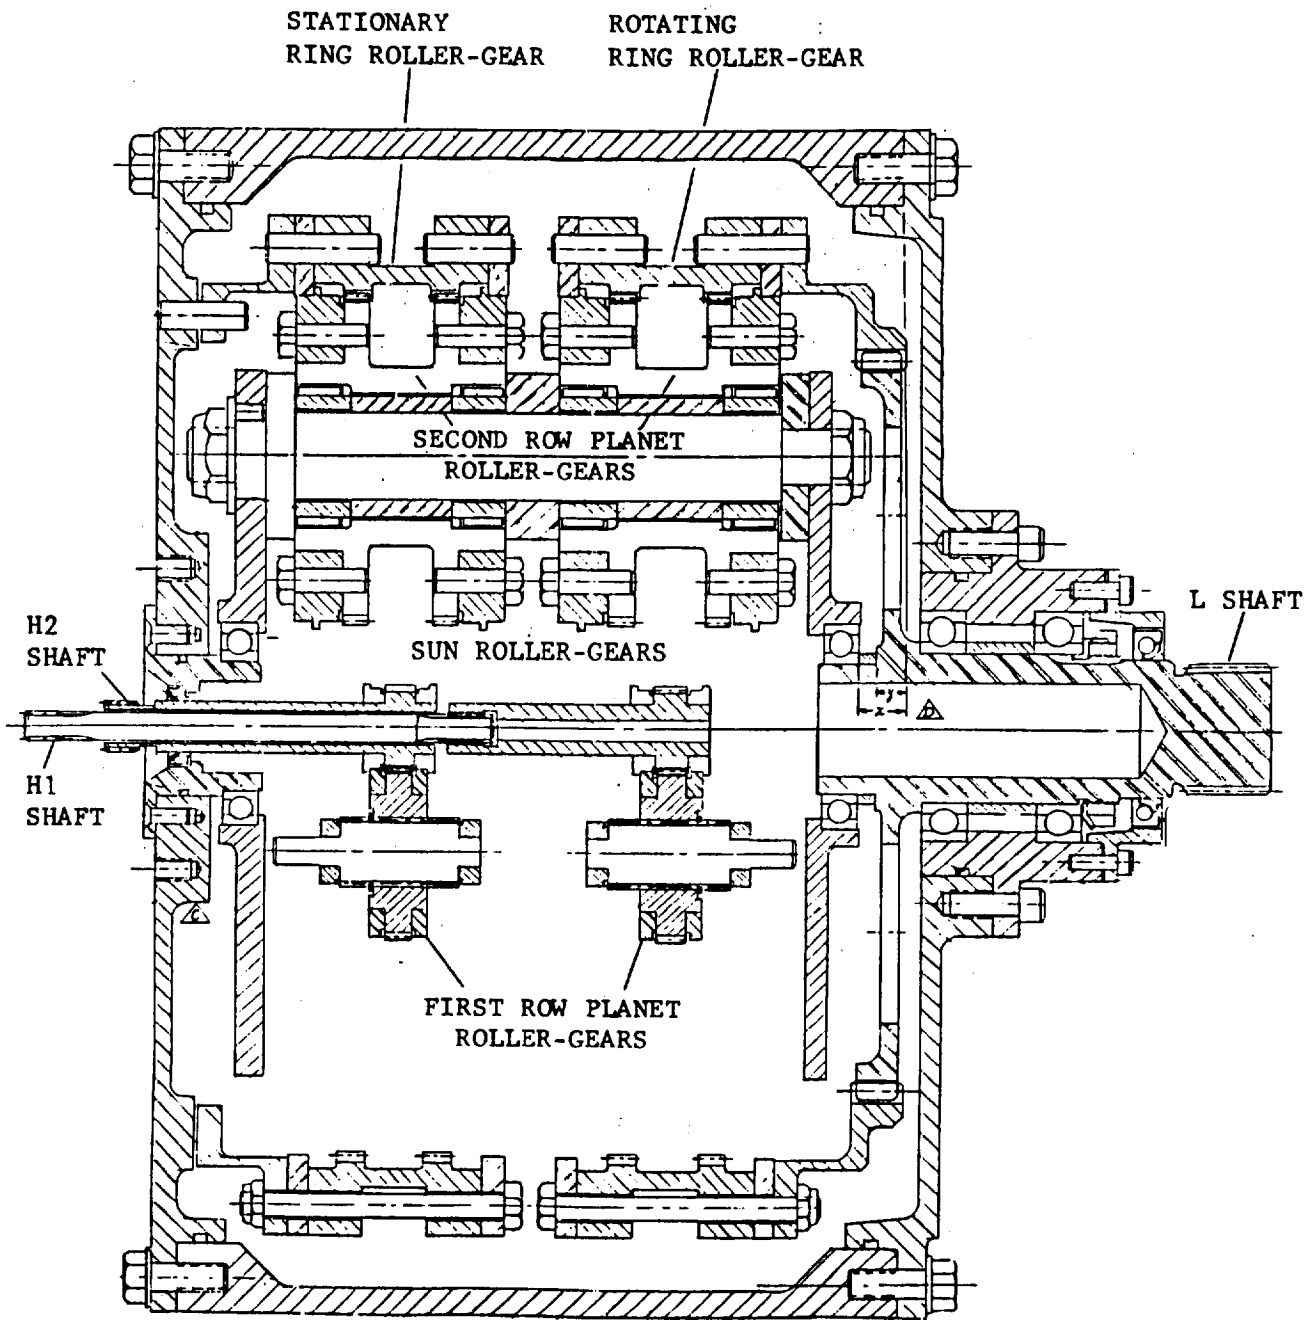 STATIONARY
RING ROLLER-GEAR
ROTATING
RING ROLLER-GEAR
SECOND ROW PLANET
ROLLER-GEARS
L SHAFT
H2
SHAFT
SUN ROLLER-GEARS
y
x
D
H1
SHAFT
C
FIRST ROW PLANET
ROLLER-GEARS